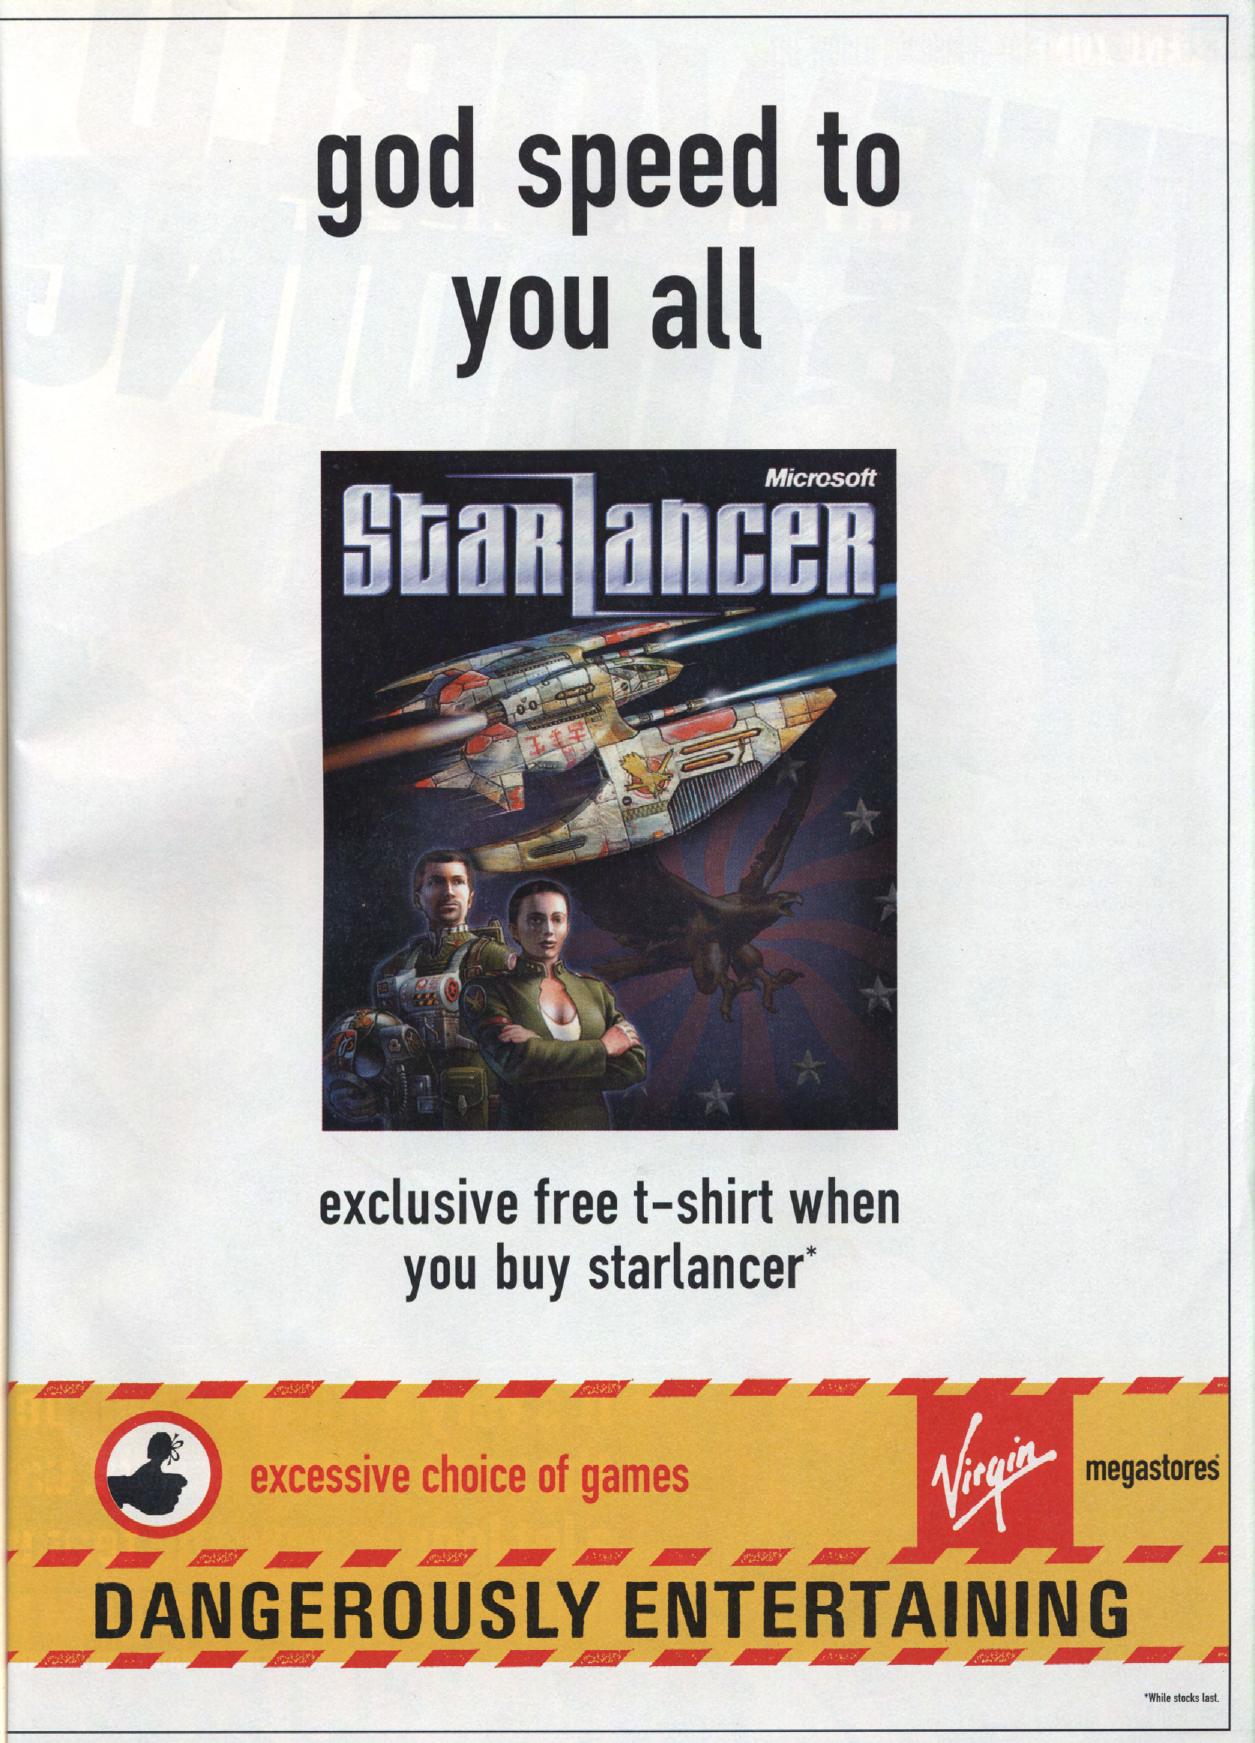 god speed to
you all
Microsoft
StarLancer
exclusive free t-shirt when
you buy starlancer*
excessive choice of games
Virgin
megastores
DANGEROUSLY ENTERTAINING
*While stocks last.